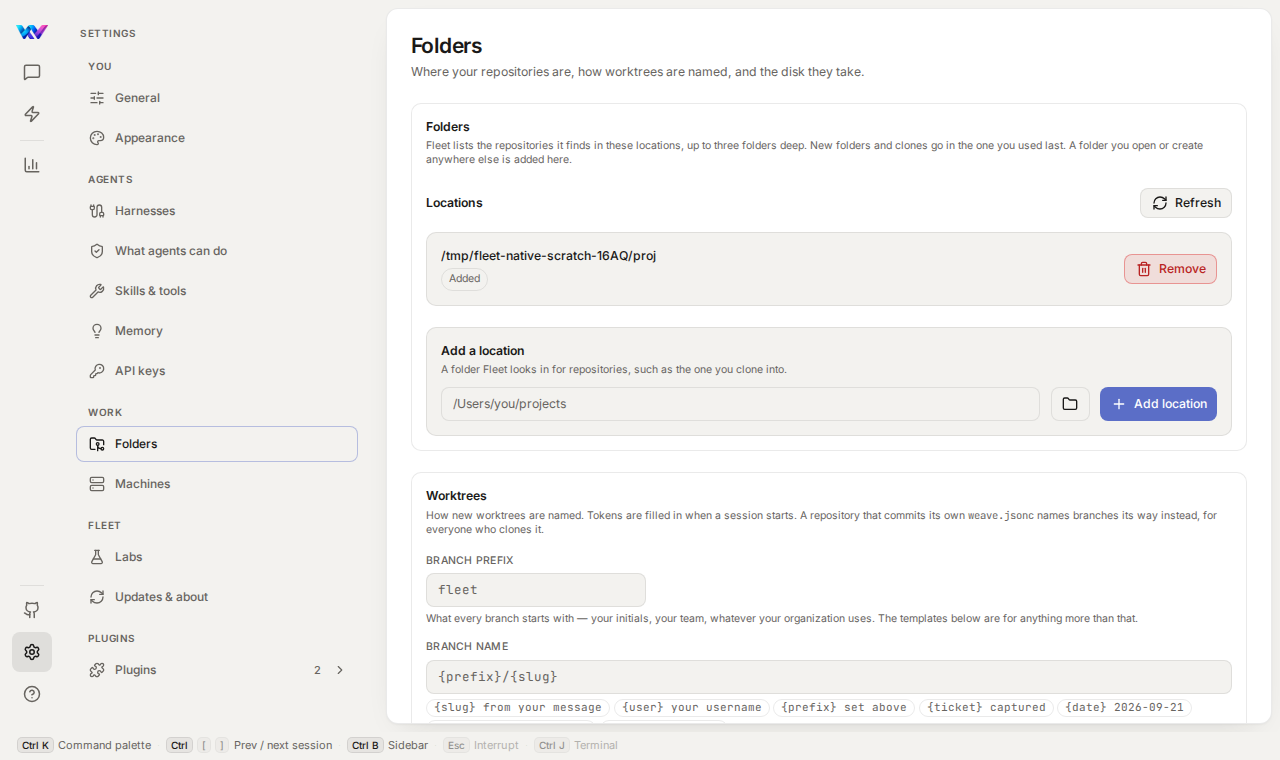 SETTINGS
YOU
General
Appearance
AGENTS
Harnesses
What agents can do
Skills & tools
Memory
API keys
WORK
Folders
Machines
FLEET
Labs
Updates & about
PLUGINS
Plugins 2
Folders
Where your repositories are, how worktrees are named, and the disk they take.
Folders
Fleet lists the repositories it finds in these locations, up to three folders deep. New folders and clones go in the one you used last. A folder you open or create
anywhere else is added here.
Locations
Refresh
/tmp/fleet-native-scratch-16AQ/proj
Added
Remove
Add a location
A folder Fleet looks in for repositories, such as the one you clone into.
/Users/you/projects
Add location
Worktrees
How new worktrees are named. Tokens are filled in when a session starts. A repository that commits its own weave.jsonc names branches its way instead, for
everyone who clones it.
BRANCH PREFIX
fleet
What every branch starts with — your initials, your team, whatever your organization uses. The templates below are for anything more than that.
BRANCH NAME
{prefix}/{slug}
{slug} from your message {user} your username {prefix} set above {ticket} captured {date} 2026-09-21
Ctrl K Command palette Ctrl [ ] Prev / next session Ctrl B Sidebar Esc Interrupt Ctrl J Terminal